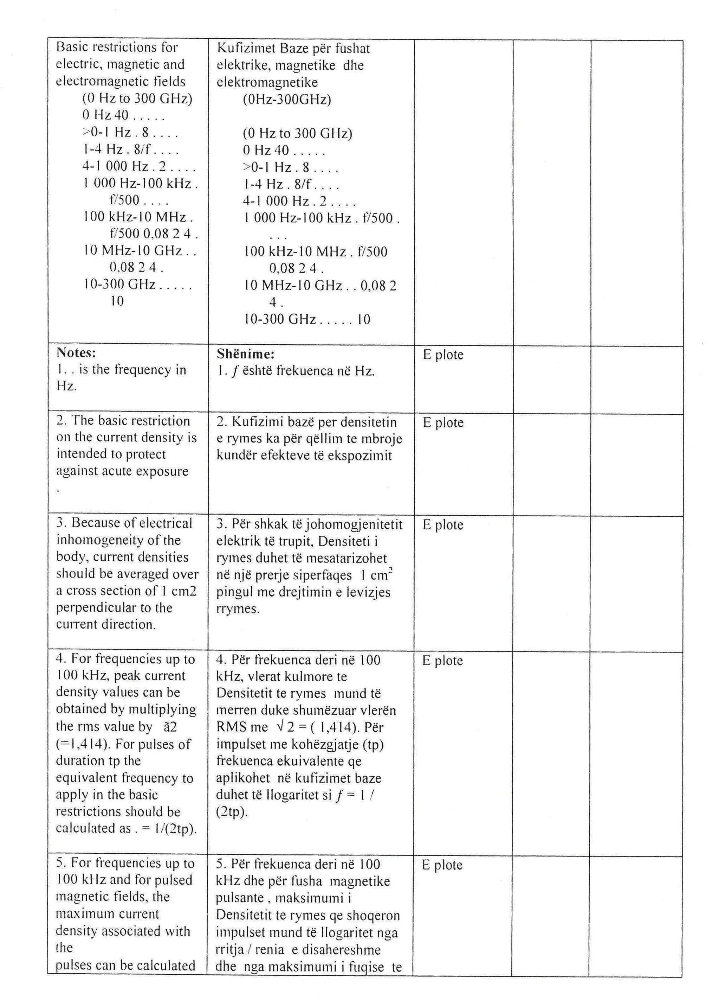 Basic restrictions for
electric, magnetic and
electromagnetic fields
(0 Hz to 300 GHz)
0 Hz 40 . . . . .
>0-1 Hz . 8 . . . .
1-4 Hz . 8/f . . . .
4-1 000 Hz . 2 . . . .
1 000 Hz-100 kHz .
f/500 . . . .
100 kHz-10 MHz .
f/500 0,08 2 4 .
10 MHz-10 GHz . .
0,08 2 4 .
10-300 GHz . . . . .
10
Kufizimet Baze për fushat
elektrike, magnetike dhe
elektromagnetike
(0Hz-300GHz)
(0 Hz to 300 GHz)
0 Hz 40 . . . . .
>0-1 Hz . 8 . . . .
1-4 Hz . 8/f . . . .
4-1 000 Hz . 2 . . . .
1 000 Hz-100 kHz . f/500 .
. . .
100 kHz-10 MHz . f/500
0,08 2 4 .
10 MHz-10 GHz . . 0,08 2
4 .
10-300 GHz . . . . . 10
Notes:
1. . is the frequency in
Hz.
Shënime:
1. f është frekuenca në Hz.
E plote
2. The basic restriction
on the current density is
intended to protect
against acute exposure
.
2. Kufizimi bazë per densitetin
e rymes ka për qëllim te mbroje
kundër efekteve të ekspozimit
E plote
3. Because of electrical
inhomogeneity of the
body, current densities
should be averaged over
a cross section of 1 cm2
perpendicular to the
current direction.
3. Për shkak të johomogjenitetit
elektrik të trupit, Densiteti i
rymes duhet të mesatarizohet
në një prerje siperfaqes 1 cm²
pingul me drejtimin e levizjes
rrymes.
E plote
4. For frequencies up to
100 kHz, peak current
density values can be
obtained by multiplying
the rms value by ã2
(=1,414). For pulses of
duration tp the
equivalent frequency to
apply in the basic
restrictions should be
calculated as . = 1/(2tp).
4. Për frekuenca deri në 100
kHz, vlerat kulmore te
Densitetit te rymes mund të
merren duke shumëzuar vlerën
RMS me √ 2 = ( 1,414). Për
impulset me kohëzgjatje (tp)
frekuenca ekuivalente qe
aplikohet në kufizimet baze
duhet të llogaritet si f = 1 /
(2tp).
E plote
5. For frequencies up to
100 kHz and for pulsed
magnetic fields, the
maximum current
density associated with
the
pulses can be calculated
5. Për frekuenca deri në 100
kHz dhe për fusha magnetike
pulsante , maksimumi i
Densitetit te rymes qe shoqeron
impulset mund të llogaritet nga
rritja / renia e disahereshme
dhe nga maksimumi i fuqise te
E plote